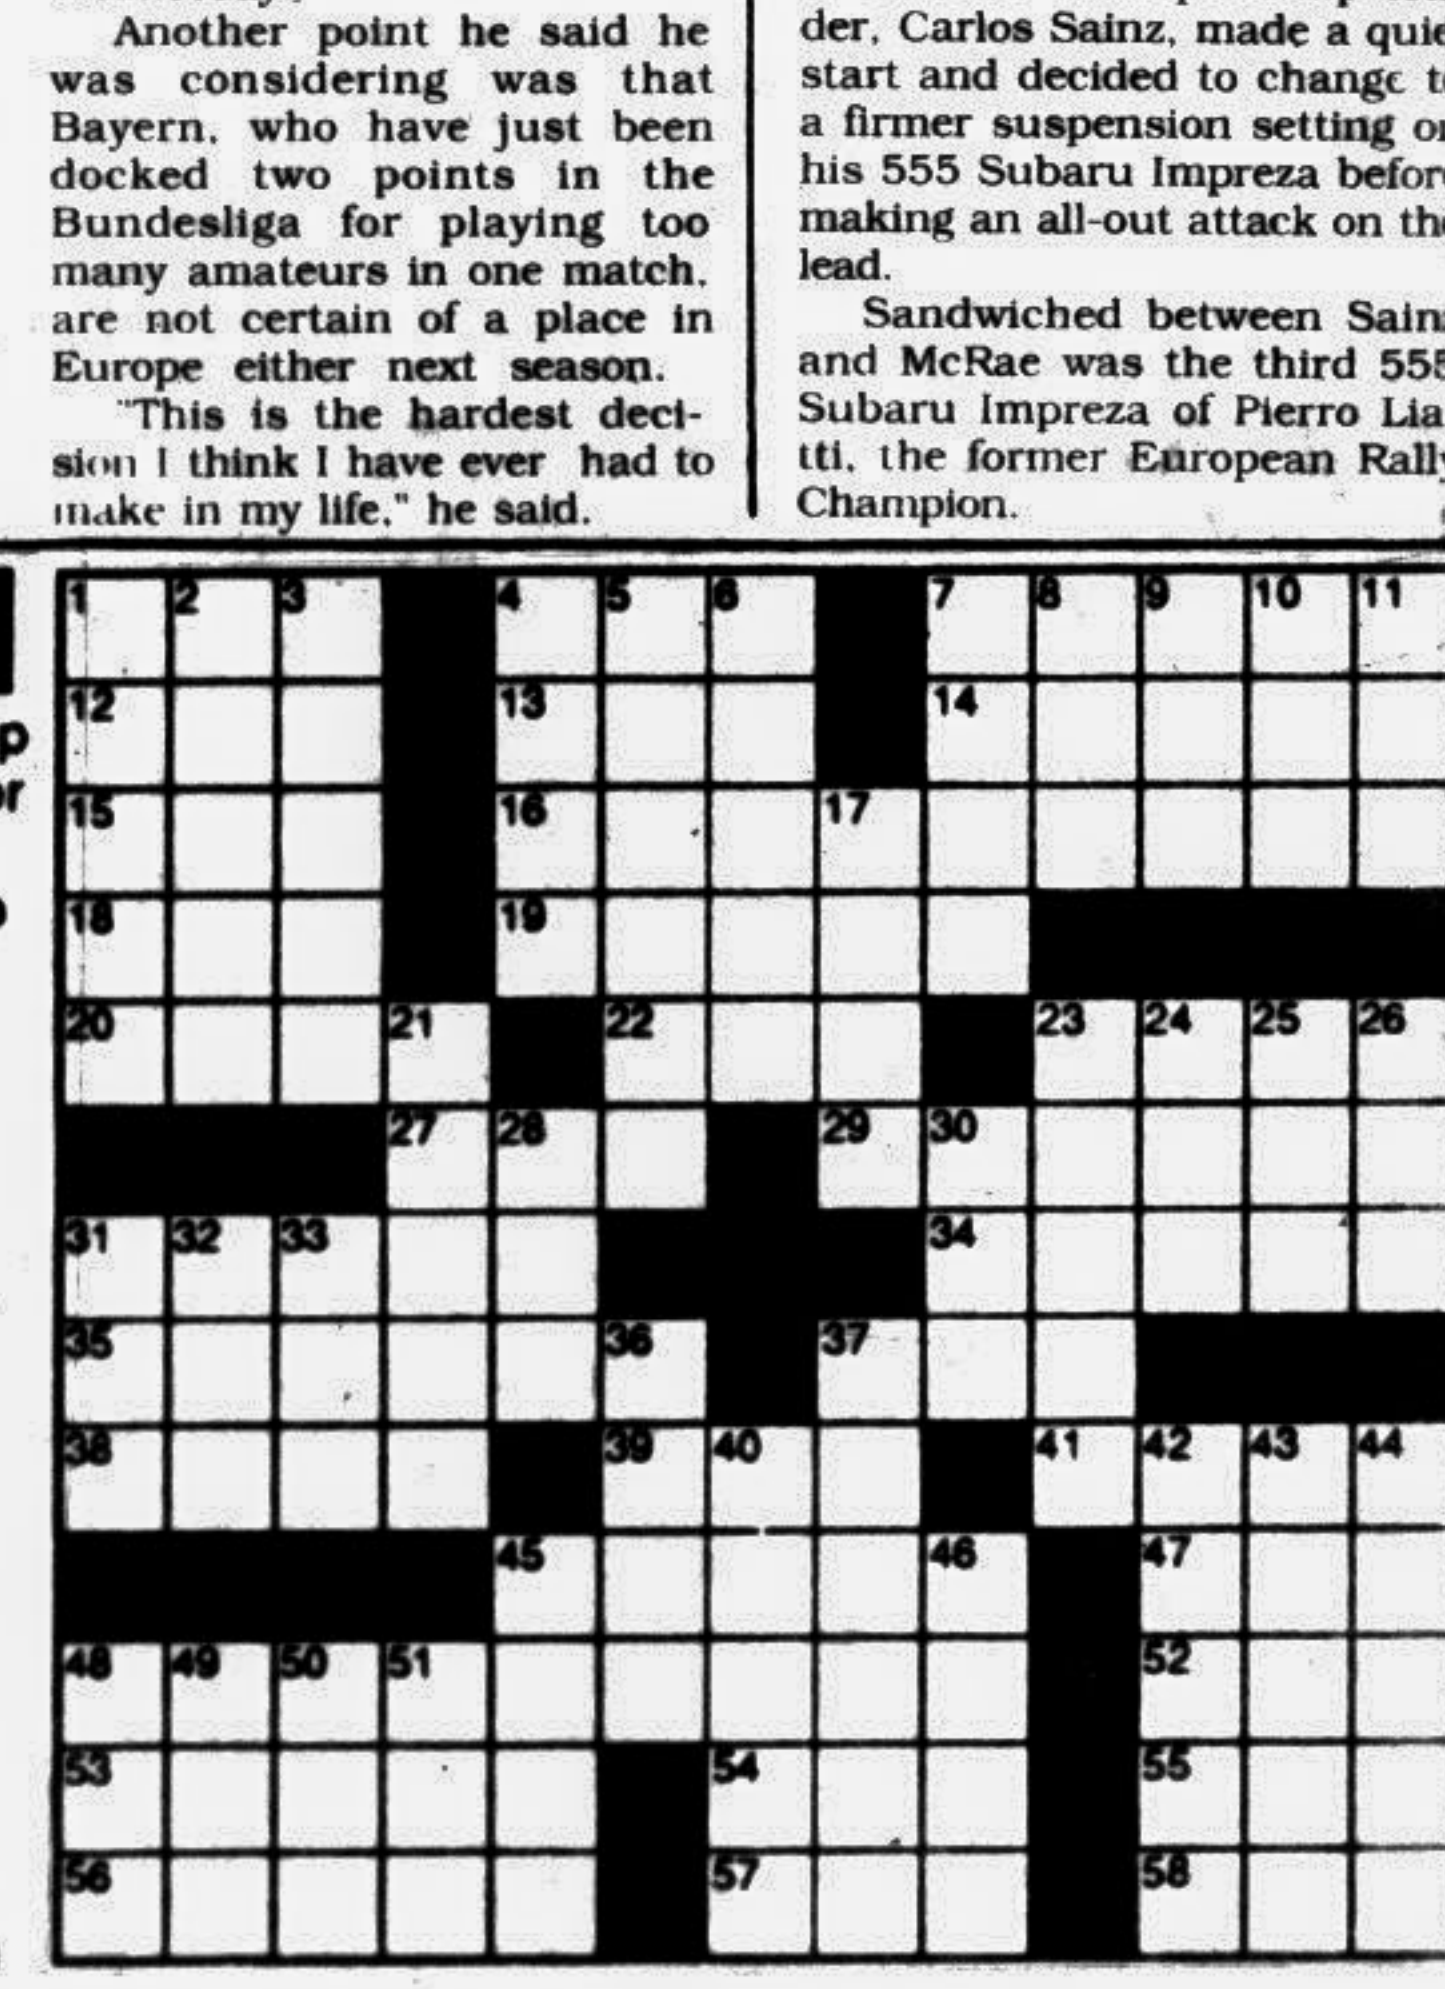 Another point he said he
was considering was that
Bayern, who have just been
docked two points in the
Bundesliga for playing too
many amateurs in one match,
are not certain of a place in
Europe either next season.
"This is the hardest deci-
sion I think I have ever had to
make in my life," he said.
der, Carlos Sainz, made a
start and decided to change
a firmer suspension setting
his 555 Subaru Impreza
making an all-out attack on
lead.
Sandwiched between
and McRae was the third
Subaru Impreza of Pierro Lia-
tti, the former European
Champion.
1 2 3 4 5 6 7 8 9 10 11
12 13 14
15 16 17
18 19
20 21 22 23 24 25 26
27 28 29 30
31 32 33 34
35 36 37
38 39 40 41 42 43 44
45 46 47
48 49 50 51 52
53 54 55
56 57 58